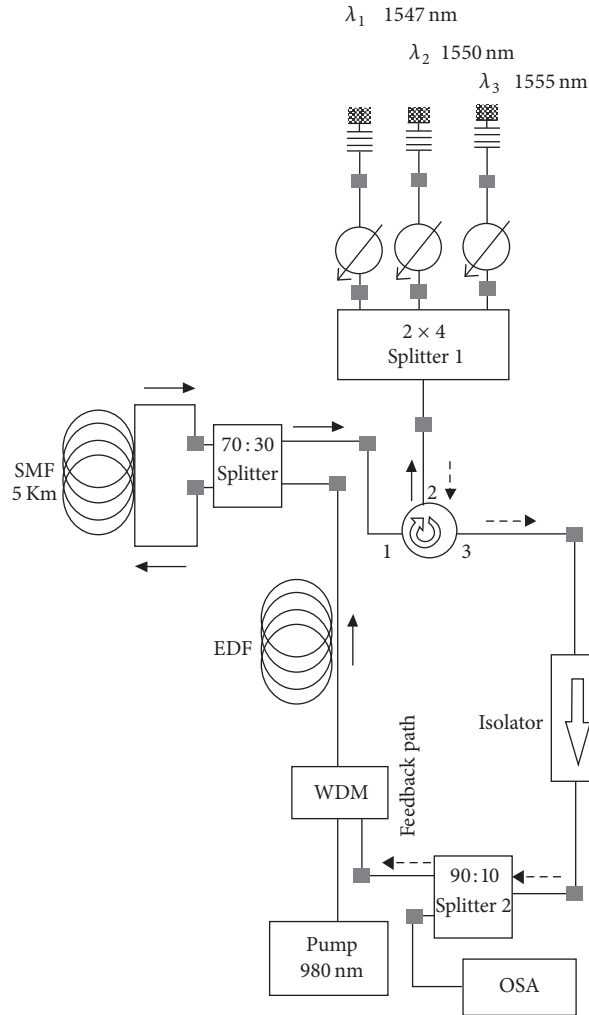 λ1 1547 nm
λ2 1550 nm
λ3 1555 nm
2 × 4
Splitter 1
70 : 30
Splitter
SMF
5 Km
2
1
3
EDF
Isolator
Feedback path
WDM
90 : 10
Splitter 2
Pump
980 nm
OSA